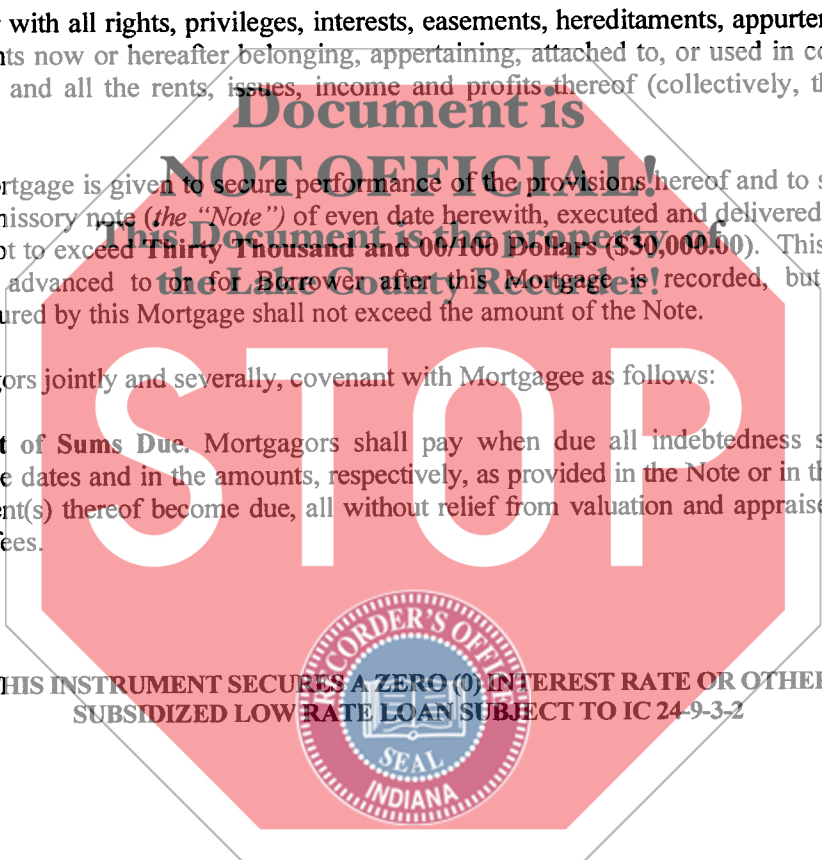 with all rights, privileges, interests, easements, hereditaments, appurten
nts now or hereafter belonging, appertaining, attached to, or used in co
and all the rents, issues, income and profits thereof (collectively, th
Document is
NOT OFFICIAL!
rtgage is given to secure performance of the provisions hereof and to s
nissory note (the “Note”) of even date herewith, executed and delivered
This Document is the property of
ot to exceed Thirty Thousand and 00/100 Dollars ($30,000.00). This
the Lake County Recorder!
advanced to or for Borrower after this Mortgage is recorded, but
ured by this Mortgage shall not exceed the amount of the Note.
gors jointly and severally, covenant with Mortgagee as follows:
STOP
t of Sums Due. Mortgagors shall pay when due all indebtedness s
e dates and in the amounts, respectively, as provided in the Note or in th
ent(s) thereof become due, all without relief from valuation and appraise
fees.
RECORDER'S OFFICE
HIS INSTRUMENT SECURES A ZERO (0) INTEREST RATE OR OTHER
SUBSIDIZED LOW RATE LOAN SUBJECT TO IC 24-9-3-2
SEAL
INDIANA